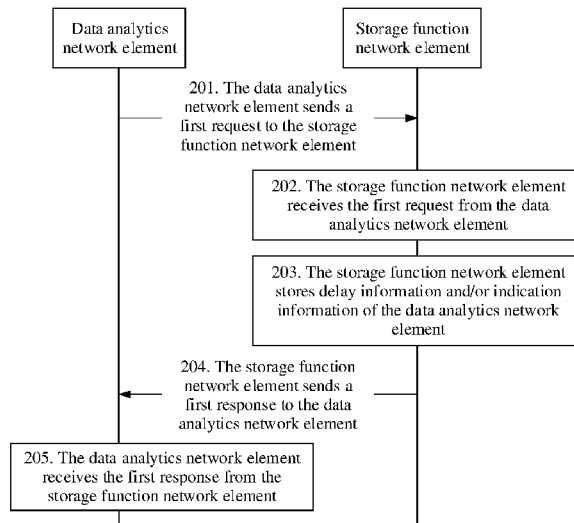 Data analytics
network element
Storage function
network element
201. The data analytics
network element sends a
first request to the storage
function network element
202. The storage function network element
receives the first request from the data
analytics network element
203. The storage function network element
stores delay information and/or indication
information of the data analytics network
element
204. The storage function
network element sends a
first response to the data
analytics network element
205. The data analytics network element
receives the first response from the
storage function network element